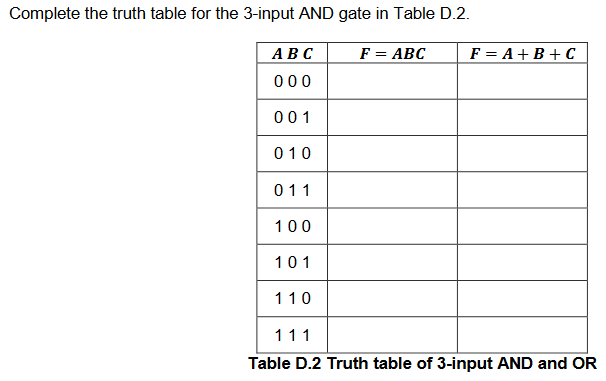 Complete the truth table for the 3-input AND gate in Table D.2.
A B C F = ABC F = A + B + C
0 0 0
0 0 1
0 1 0
0 1 1
1 0 0
1 0 1
1 1 0
1 1 1
Table D.2 Truth table of 3-input AND and OR